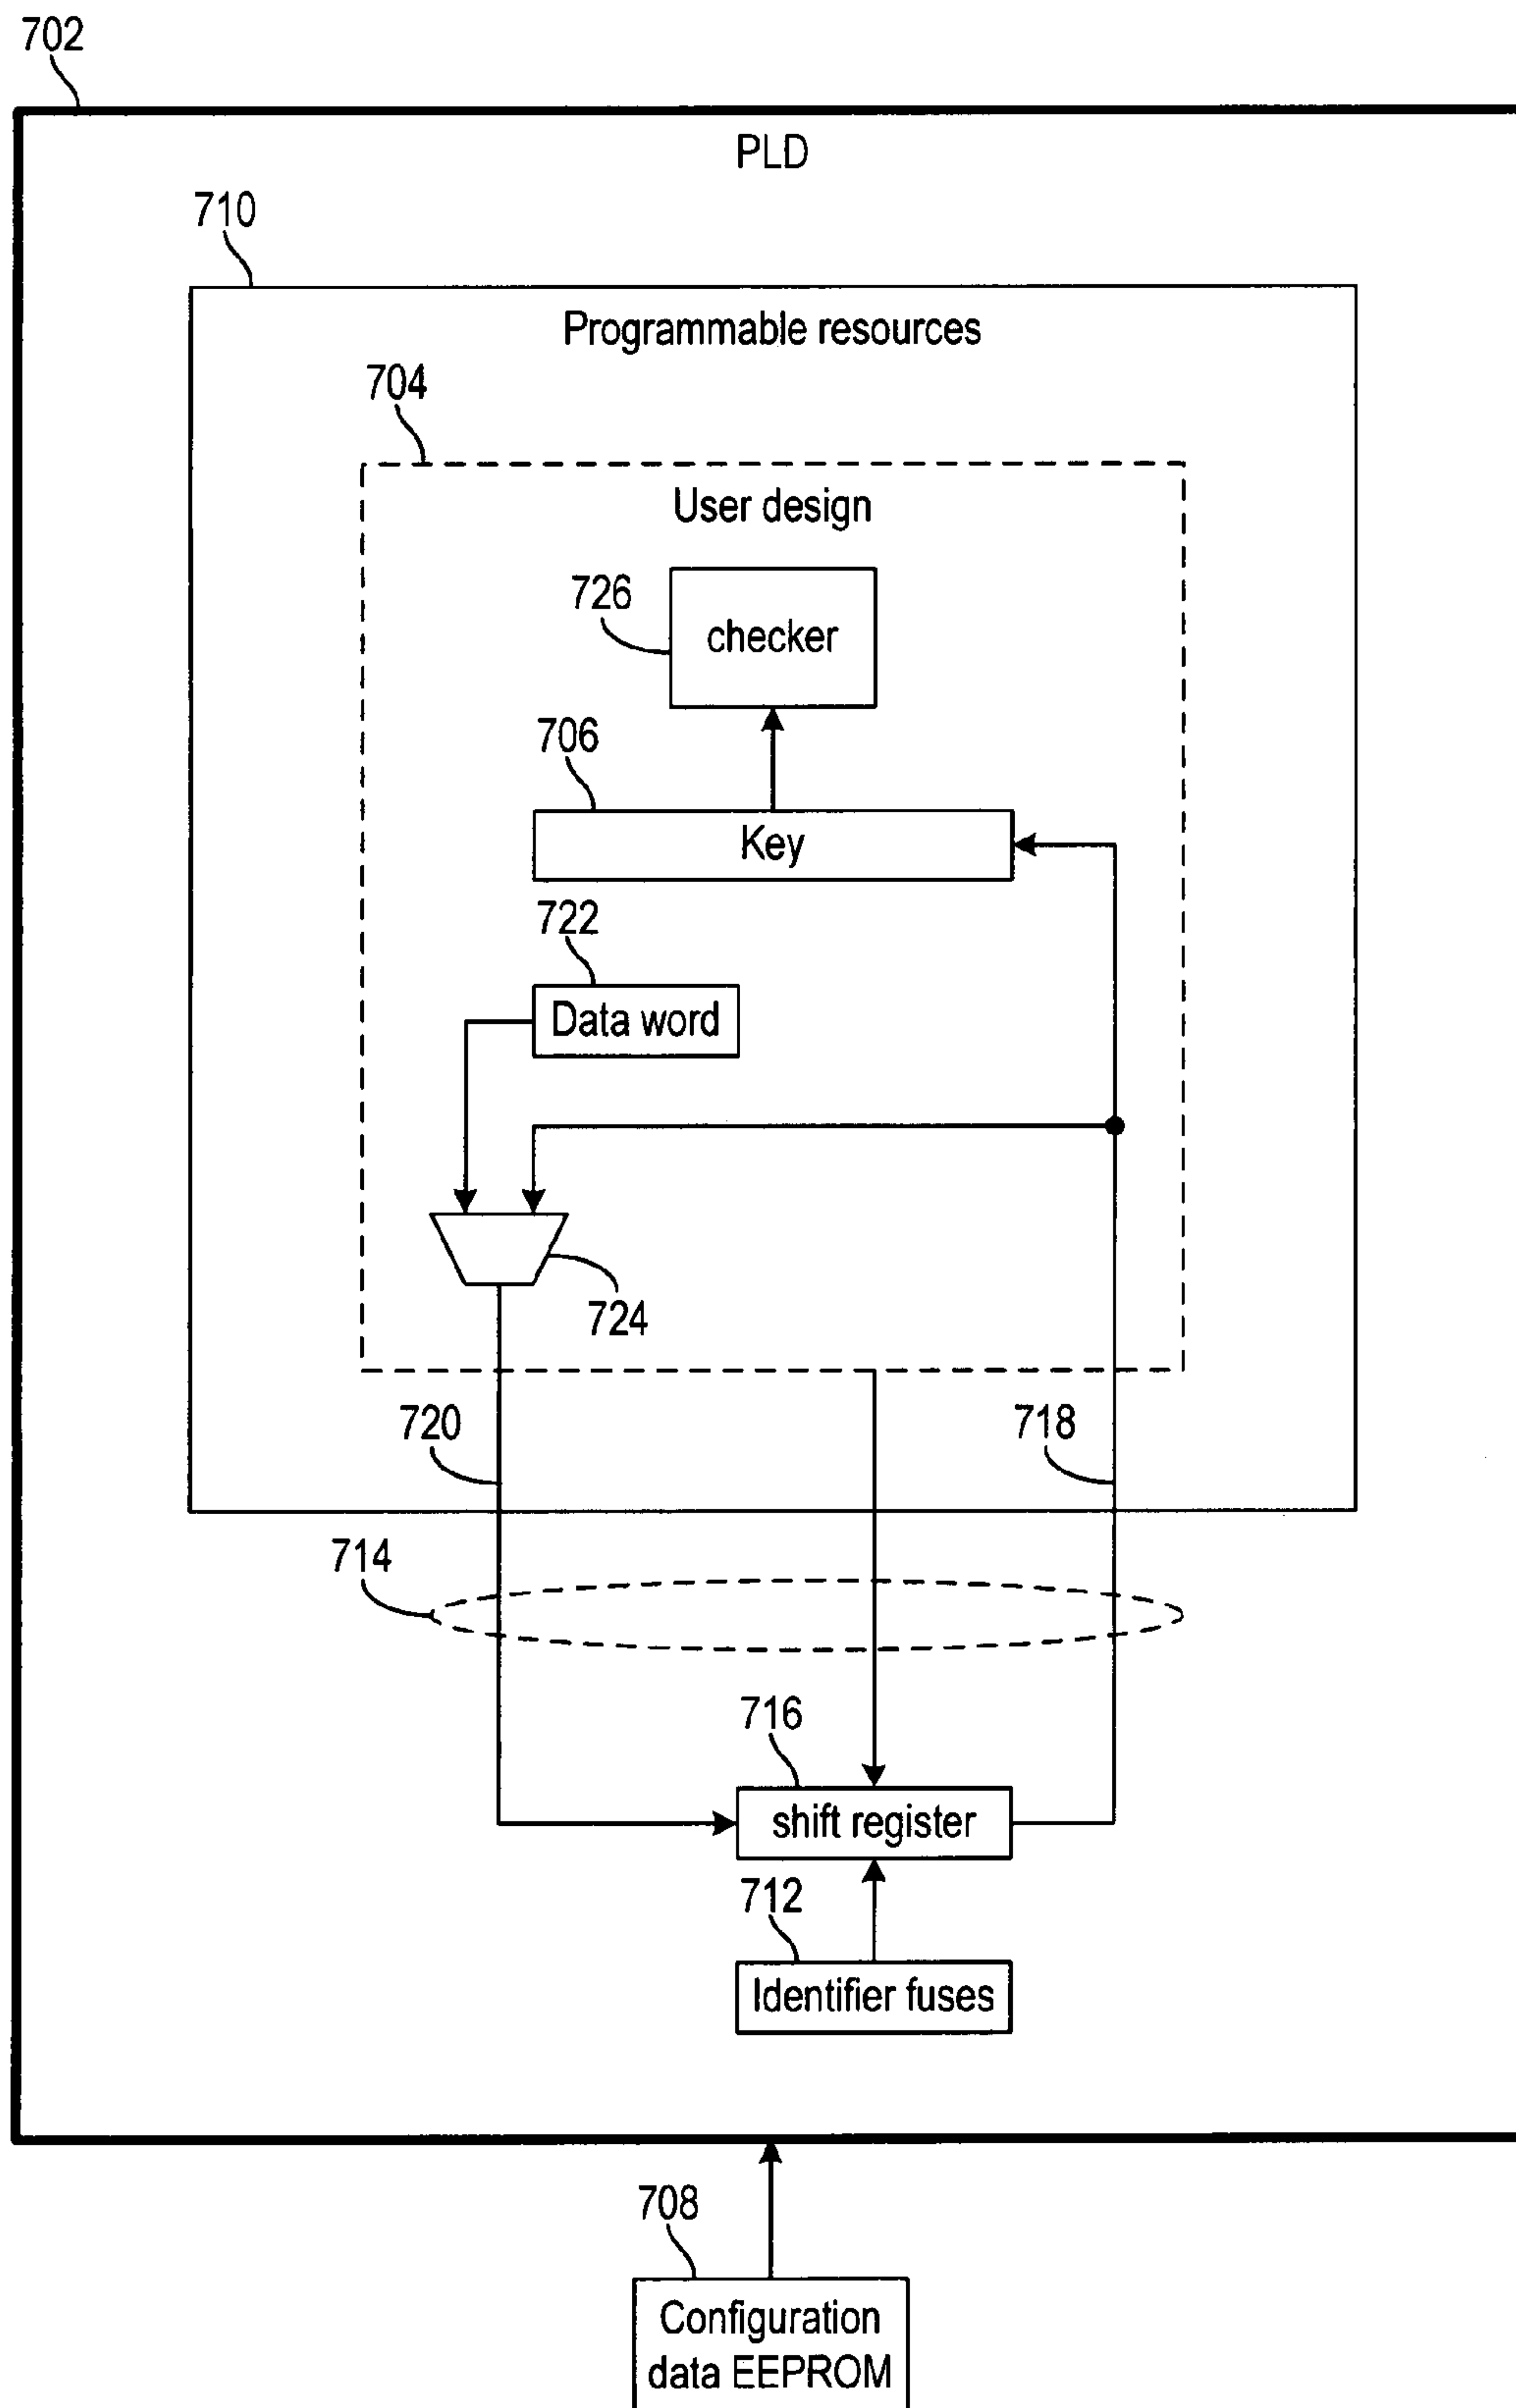 702
PLD
710
Programmable resources
704
User design
726
checker
706
Key
722
Data word
724
720
718
714
716
shift register
712
Identifier fuses
708
Configuration
data EEPROM